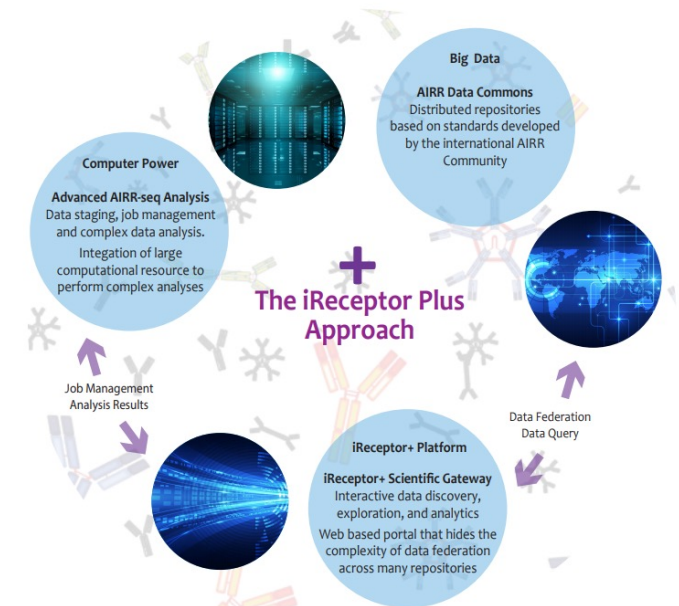 Big Data
AIRR Data Commons
Distributed repositories
based on standards developed
by the international AIRR
Community
Computer Power
Advanced AIRR-seq Analysis
Data staging, job management
and complex data analysis.
Integation of large
computational resource to
perform complex analyses
+
The iReceptor Plus
Approach
Job Management
Analysis Results
Data Federation
Data Query
iReceptor+ Platform
iReceptor+ Scientific Gateway
Interactive data discovery,
exploration, and analytics
Web based portal that hides the
complexity of data federation
across many repositories